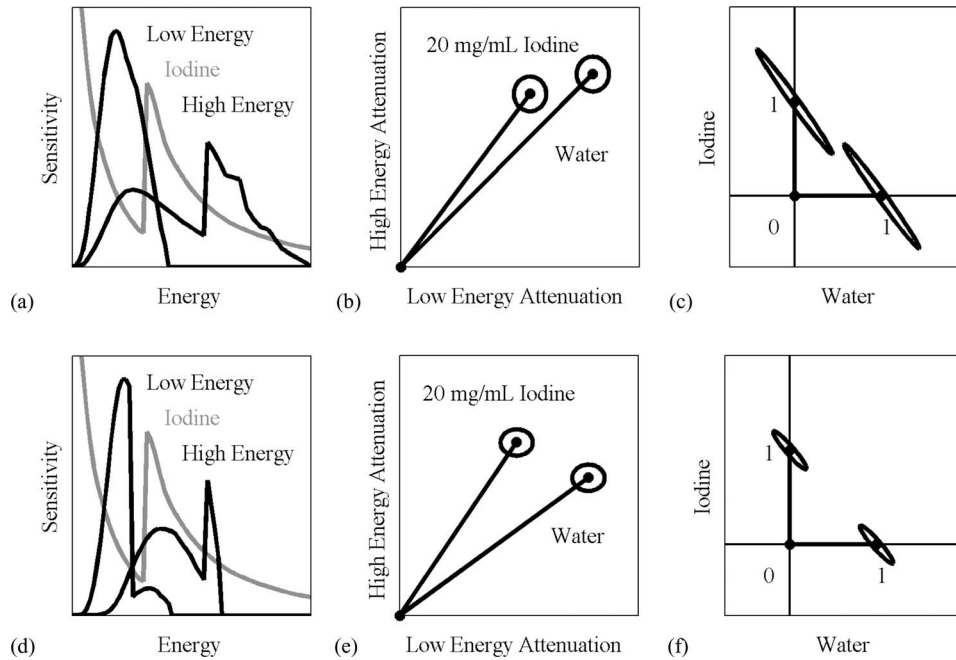 Low Energy
Iodine
High Energy
Sensitivity
Energy
(a)
20 mg/mL Iodine
Water
High Energy Attenuation
Low Energy Attenuation
(b)
Iodine
1
0
1
Water
(c)
Low Energy
Iodine
High Energy
Sensitivity
Energy
(d)
20 mg/mL Iodine
Water
High Energy Attenuation
Low Energy Attenuation
(e)
Iodine
1
0
1
Water
(f)